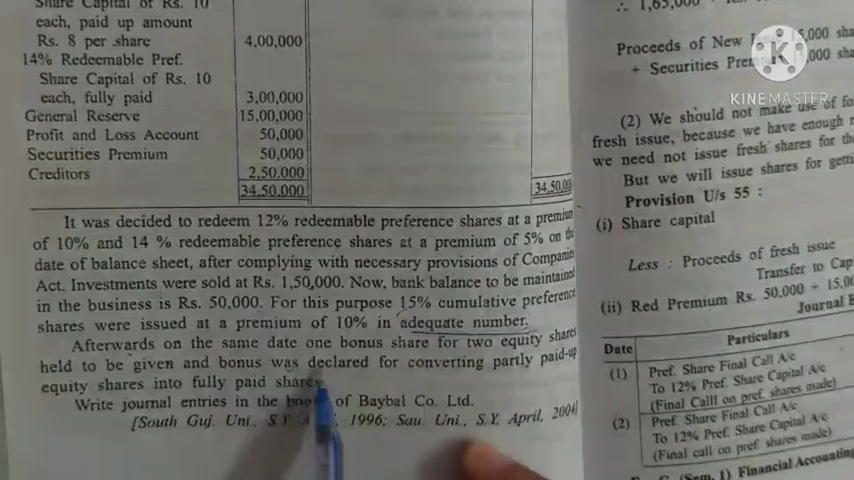 Share Capital of Rs. 10
each, paid up amount
Rs. 8 per share 4,00,000
14% Redeemable Pref.
Share Capital of Rs. 10
each, fully paid 3,00,000
General Reserve 15,00,000
Profit and Loss Account 50,000
Securities Premium 50,000
Creditors 2,50,000
34,50,000 34,50,000
It was decided to redeem 12% redeemable preference shares at a premium
of 10% and 14 % redeemable preference shares at a premium of 5% on the
date of balance sheet, after complying with necessary provisions of Companies
Act. Investments were sold at Rs. 1,50,000. Now, bank balance to be maintained
in the business is Rs. 50,000. For this purpose 15% cumulative preference
shares were issued at a premium of 10% in adequate number.
Afterwards on the same date one bonus share for two equity shares
held to be given and bonus was declared for converting partly paid-up
equity shares into fully paid shares
Write journal entries in the of Baybal Co. Ltd.
[South Guj. Uni., 1996; Sau. Uni., S.Y. April, 2004]
∴ 1,65,000
Proceeds of New
+ Securities
KINEMASTER
(2) We should not make use of
fresh issue, because we have enough
we need not issue fresh shares for
But we will issue shares for
Provision U/s 55 :
(i) Share capital
Less : Proceeds of fresh issue
Transfer to
(ii) Red Premium Rs. 50,000 +
Journal
Date Particulars
(1) Pref. Share Final Call A/c
To 12% Pref. Share Capital A/c
(Final Calll on pref. shares made)
(2) Pref. Share Final Call A/c
To 12% Pref. Share Capital A/c
(Final call on pref. shares made)
(Sem. 1) Financial Accounting